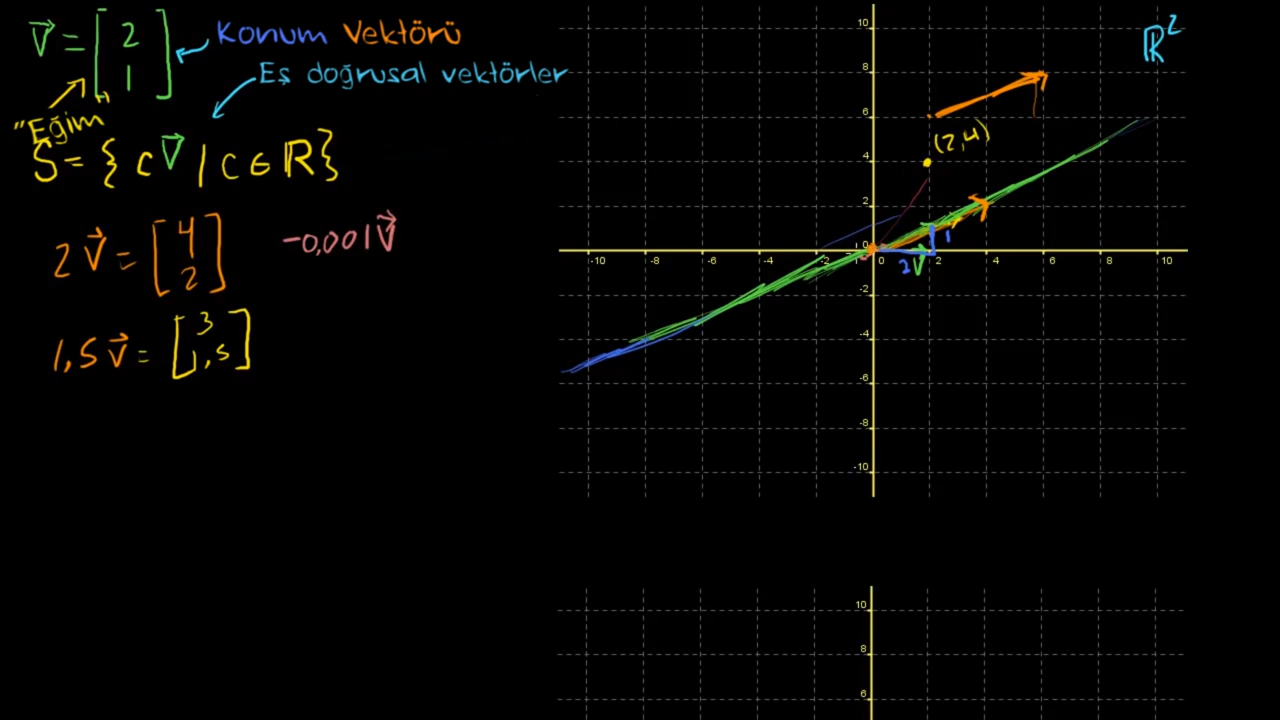 v⃗ = [2 1] Konum Vektörü
Eş doğrusal vektörler
"Eğim"
S = { c v⃗ | c ∈ ℝ }
2v⃗ = [4 2]
-0,001v⃗
1,5v⃗ = [3 1,5]
ℝ²
(2,4)
1
2
v⃗
10
8
6
4
2
0
-2
-4
-6
-8
-10
-10 -8 -6 -4 -2 0 2 4 6 8 10
10
8
6